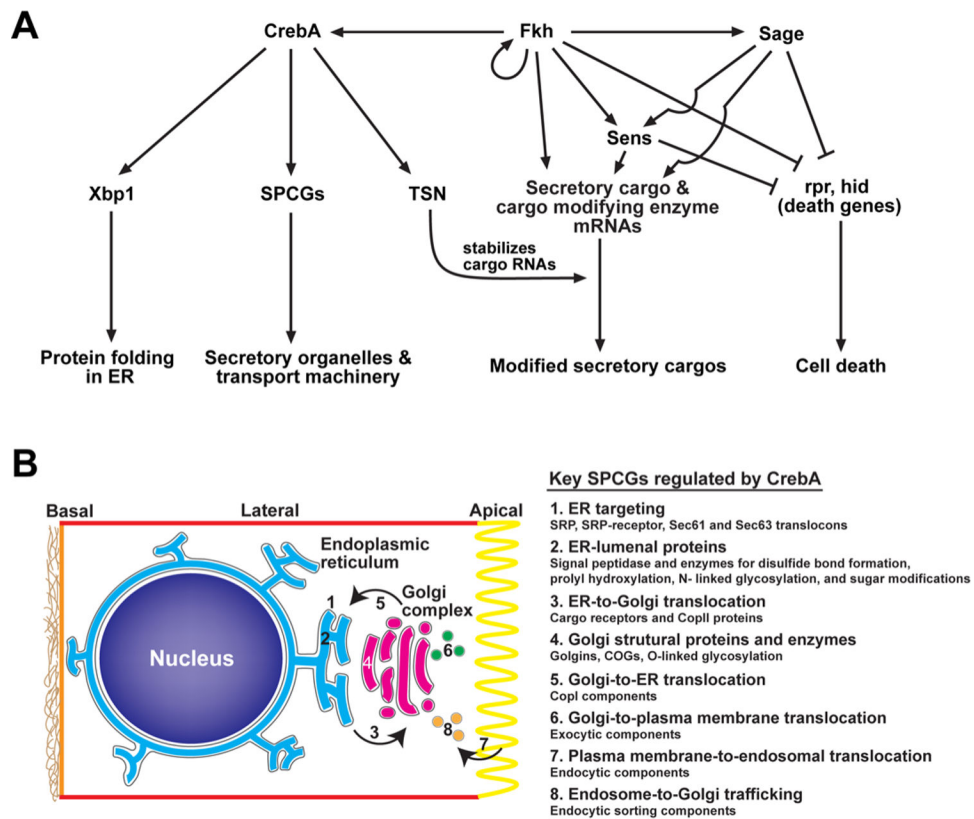 A
CrebA
Fkh
Sage
Sens
Xbp1
SPCGs
TSN
Secretory cargo &
cargo modifying enzyme
mRNAs
rpr, hid
(death genes)
stabilizes
cargo RNAs
Protein folding
in ER
Secretory organelles &
transport machinery
Modified secretory cargos
Cell death
B
Basal
Lateral
Apical
Endoplasmic
reticulum
Golgi
complex
Nucleus
1
2
3
4
5
6
7
8
Key SPCGs regulated by CrebA
1. ER targeting
SRP, SRP-receptor, Sec61 and Sec63 translocons
2. ER-lumenal proteins
Signal peptidase and enzymes for disulfide bond formation,
prolyl hydroxylation, N- linked glycosylation, and sugar modifications
3. ER-to-Golgi translocation
Cargo receptors and CopII proteins
4. Golgi strutural proteins and enzymes
Golgins, COGs, O-linked glycosylation
5. Golgi-to-ER translocation
CopI components
6. Golgi-to-plasma membrane translocation
Exocytic components
7. Plasma membrane-to-endosomal translocation
Endocytic components
8. Endosome-to-Golgi trafficking
Endocytic sorting components